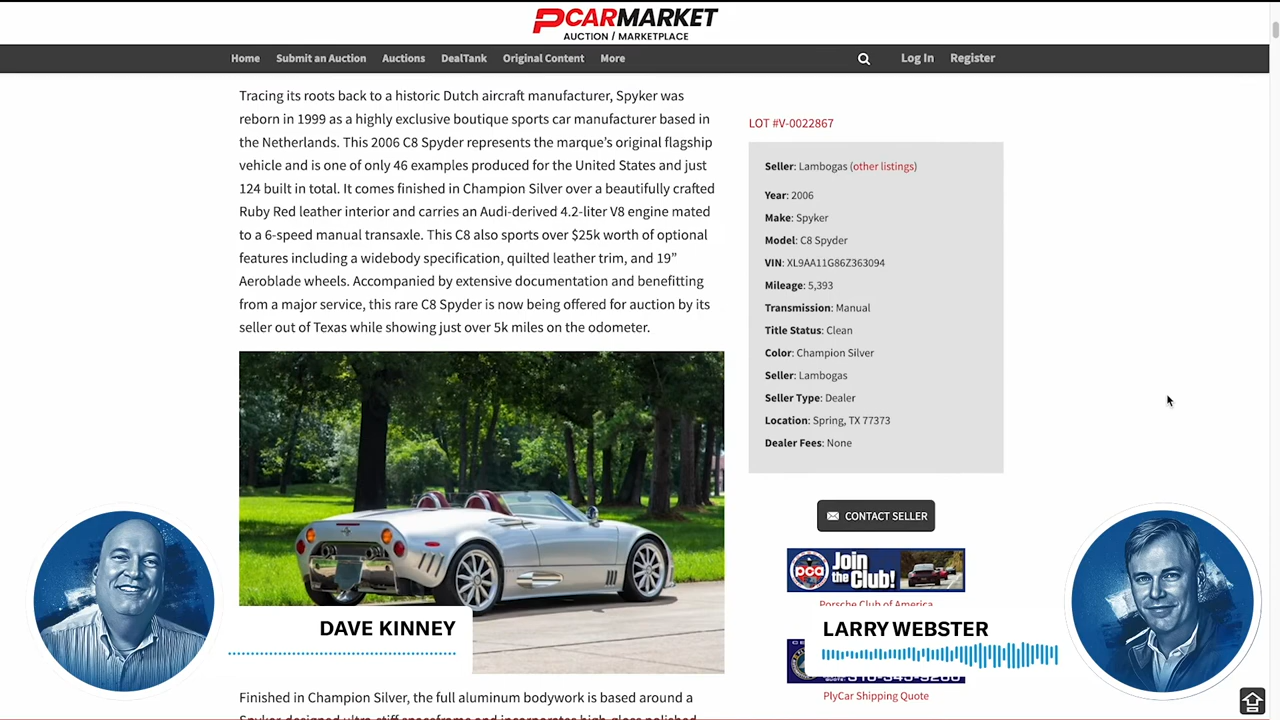 PCARMARKET
AUCTION / MARKETPLACE
Home Submit an Auction Auctions DealTank Original Content More Log In Register
Tracing its roots back to a historic Dutch aircraft manufacturer, Spyker was
reborn in 1999 as a highly exclusive boutique sports car manufacturer based in
the Netherlands. This 2006 C8 Spyder represents the marque's original flagship
vehicle and is one of only 46 examples produced for the United States and just
124 built in total. It comes finished in Champion Silver over a beautifully crafted
Ruby Red leather interior and carries an Audi-derived 4.2-liter V8 engine mated
to a 6-speed manual transaxle. This C8 also sports over $25k worth of optional
features including a widebody specification, quilted leather trim, and 19"
Aeroblade wheels. Accompanied by extensive documentation and benefitting
from a major service, this rare C8 Spyder is now being offered for auction by its
seller out of Texas while showing just over 5k miles on the odometer.
Finished in Champion Silver, the full aluminum bodywork is based around a
Spyker-designed ultra-stiff spaceframe and incorporates high-gloss polished
LOT #V-0022867
Seller: Lambogas (other listings)
Year: 2006
Make: Spyker
Model: C8 Spyder
VIN: XL9AA11G86Z363094
Mileage: 5,393
Transmission: Manual
Title Status: Clean
Color: Champion Silver
Seller: Lambogas
Seller Type: Dealer
Location: Spring, TX 77373
Dealer Fees: None
CONTACT SELLER
pca Join the Club!
Porsche Club of America
PlyCar Shipping Quote
DAVE KINNEY
LARRY WEBSTER